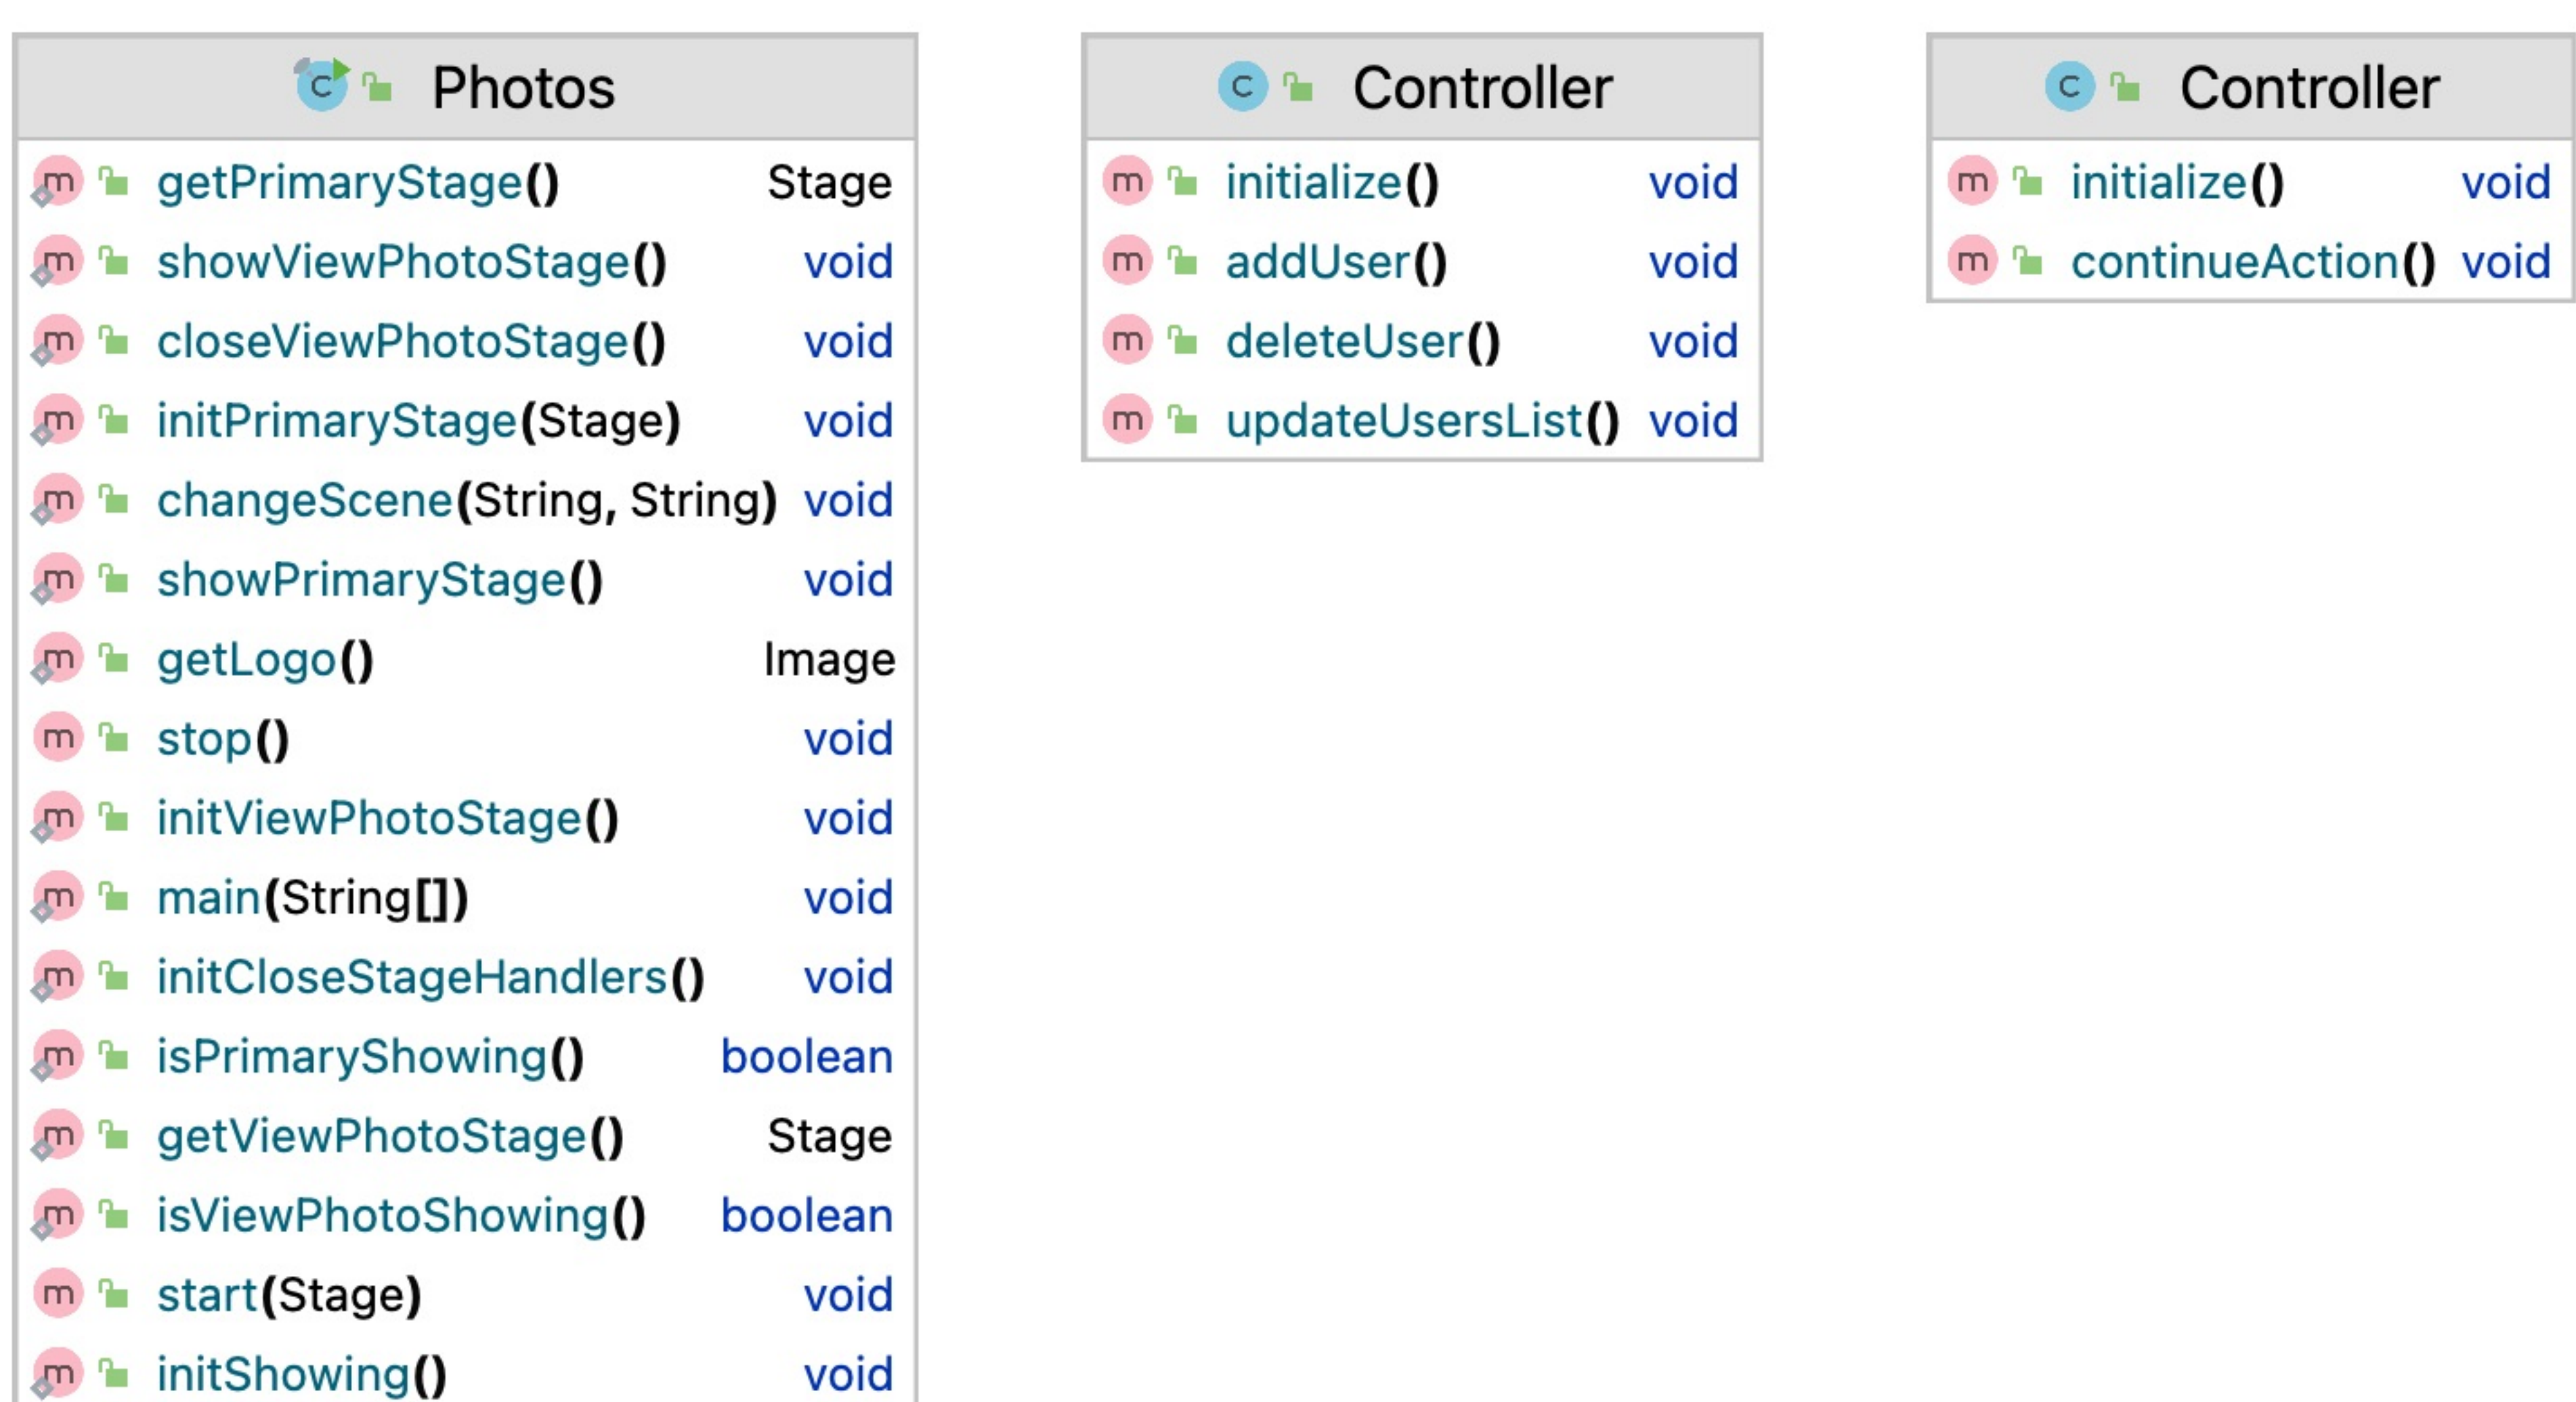 Photos
getPrimaryStage() Stage
showViewPhotoStage() void
closeViewPhotoStage() void
initPrimaryStage(Stage) void
changeScene(String, String) void
showPrimaryStage() void
getLogo() Image
stop() void
initViewPhotoStage() void
main(String[]) void
initCloseStageHandlers() void
isPrimaryShowing() boolean
getViewPhotoStage() Stage
isViewPhotoShowing() boolean
start(Stage) void
initShowing() void
Controller
initialize() void
addUser() void
deleteUser() void
updateUsersList() void
Controller
initialize() void
continueAction() void